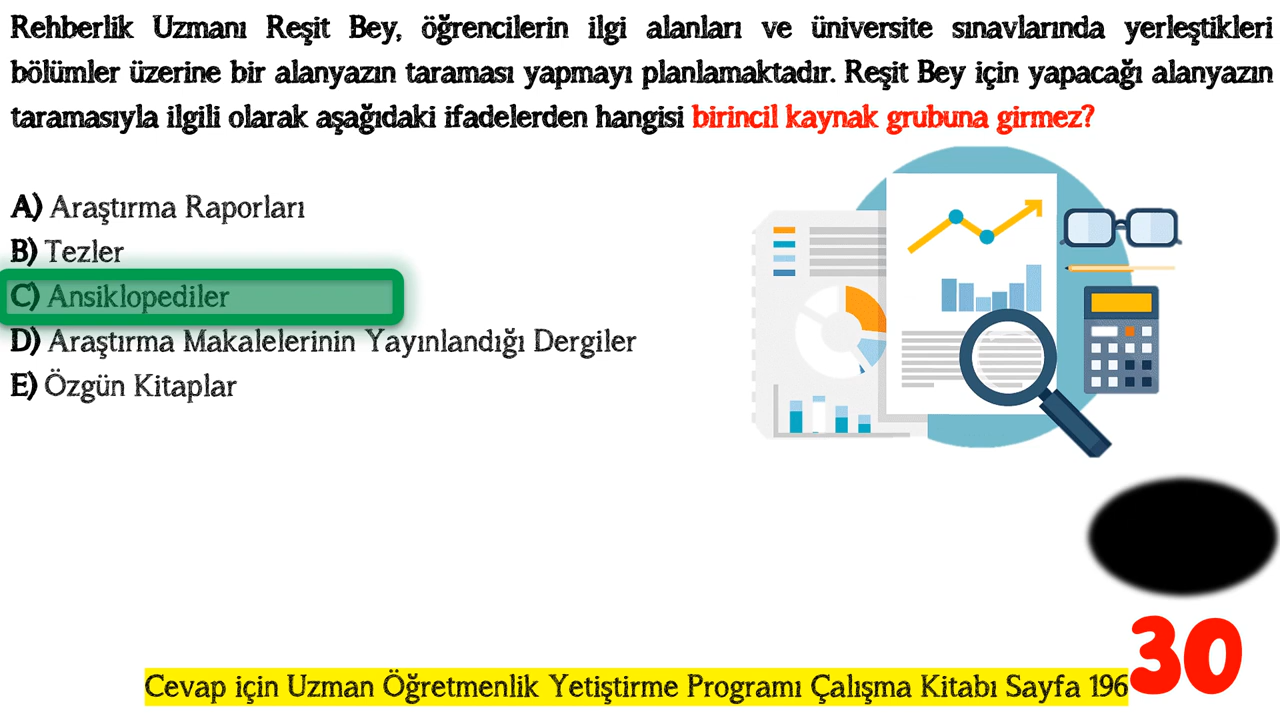 Rehberlik Uzmanı Reşit Bey, öğrencilerin ilgi alanları ve üniversite sınavlarında yerleştikleri
bölümler üzerine bir alanyazın taraması yapmayı planlamaktadır. Reşit Bey için yapacağı alanyazın
taramasıyla ilgili olarak aşağıdaki ifadelerden hangisi birincil kaynak grubuna girmez?
A) Araştırma Raporları
B) Tezler
C) Ansiklopediler
D) Araştırma Makalelerinin Yayınlandığı Dergiler
E) Özgün Kitaplar
30
Cevap için Uzman Öğretmenlik Yetiştirme Programı Çalışma Kitabı Sayfa 196